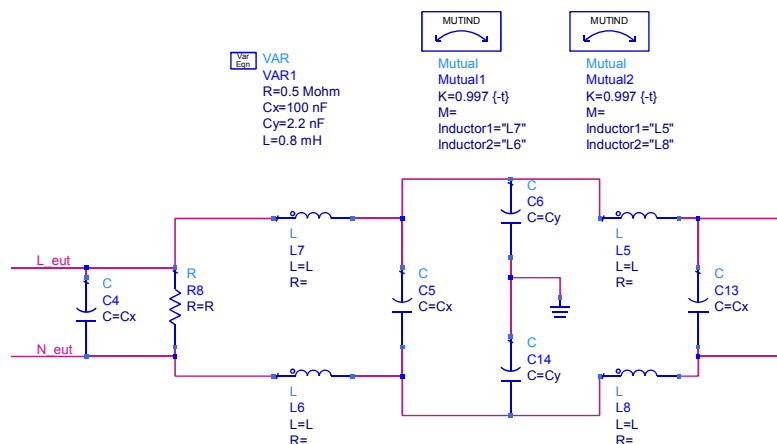 Var
Eqn
VAR
VAR1
R=0.5 Mohm
Cx=100 nF
Cy=2.2 nF
L=0.8 mH
MUTIND
Mutual
Mutual1
K=0.997 {-t}
M=
Inductor1="L7"
Inductor2="L6"
MUTIND
Mutual
Mutual2
K=0.997 {-t}
M=
Inductor1="L5"
Inductor2="L8"
L_eut
N_eut
C
C4
C=Cx
R
R8
R=R
L
L7
L=L
R=
L
L6
L=L
R=
C
C5
C=Cx
C
C6
C=Cy
C
C14
C=Cy
L
L5
L=L
R=
L
L8
L=L
R=
C
C13
C=Cx